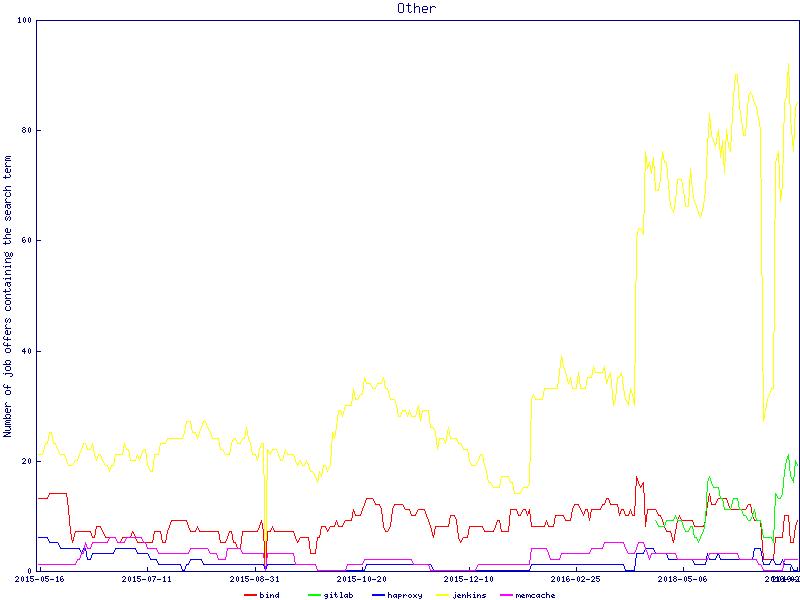 Other
Number of job offers containing the search term
100
80
60
40
20
0
2015-05-16 2015-07-11 2015-08-31 2015-10-20 2015-12-10 2016-02-25 2018-05-06
bind gitlab haproxy jenkins memcache